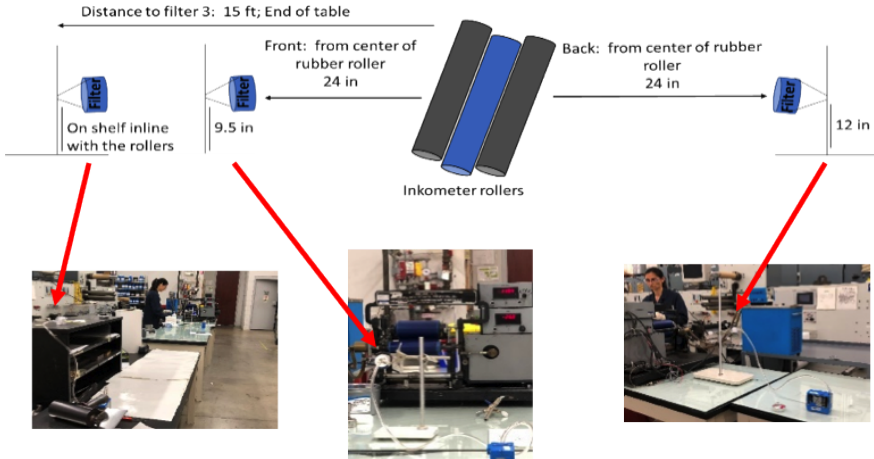 Distance to filter 3:  15 ft; End of table
Front:  from center of
rubber roller
24 in
Back:  from center of rubber
roller
24 in
Filter
Filter
Filter
On shelf inline
with the rollers
9.5 in
12 in
Inkometer rollers